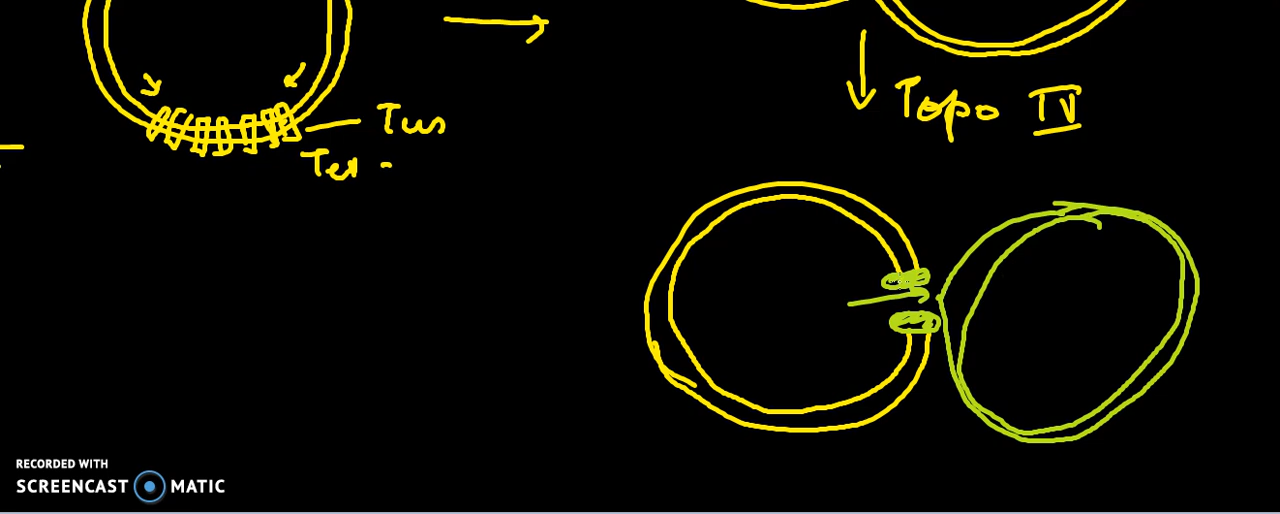 Tus
Ter -
Topo IV
RECORDED WITH
SCREENCAST MATIC